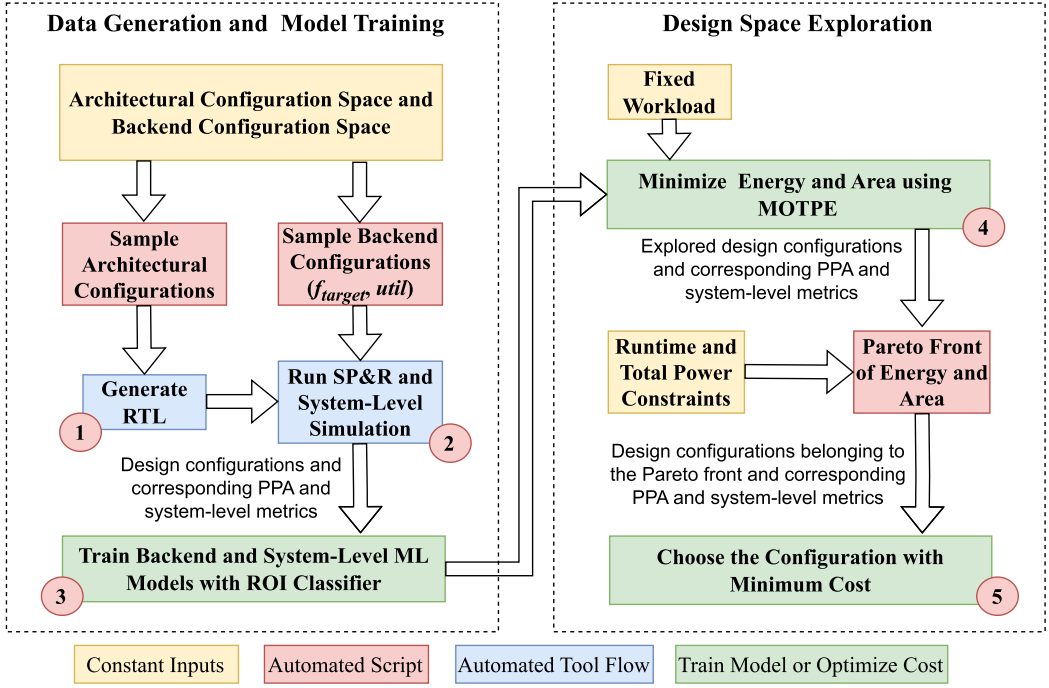 Data Generation and Model Training
Architectural Configuration Space and
Backend Configuration Space
Sample
Architectural
Configurations
Sample Backend
Configurations
(f_target, util)
Generate
RTL
1
Run SP&R and
System-Level
Simulation
2
Design configurations and
corresponding PPA and
system-level metrics
Train Backend and System-Level ML
Models with ROI Classifier
3
Design Space Exploration
Fixed
Workload
Minimize Energy and Area using
MOTPE
4
Explored design configurations
and corresponding PPA and
system-level metrics
Runtime and
Total Power
Constraints
Pareto Front
of Energy and
Area
Design configurations belonging to
the Pareto front and corresponding
PPA and system-level metrics
Choose the Configuration with
Minimum Cost
5
Constant Inputs
Automated Script
Automated Tool Flow
Train Model or Optimize Cost